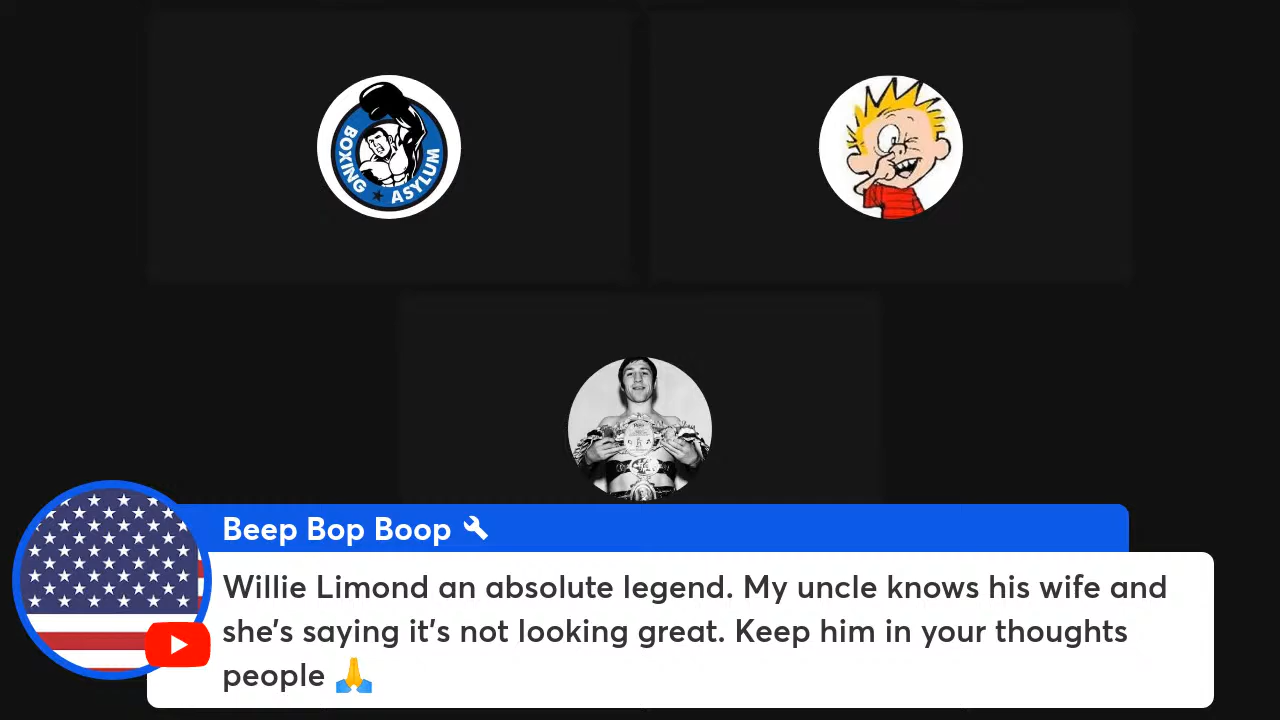 BOXING ASYLUM
Beep Bop Boop
Willie Limond an absolute legend. My uncle knows his wife and
she's saying it's not looking great. Keep him in your thoughts
people 🙏